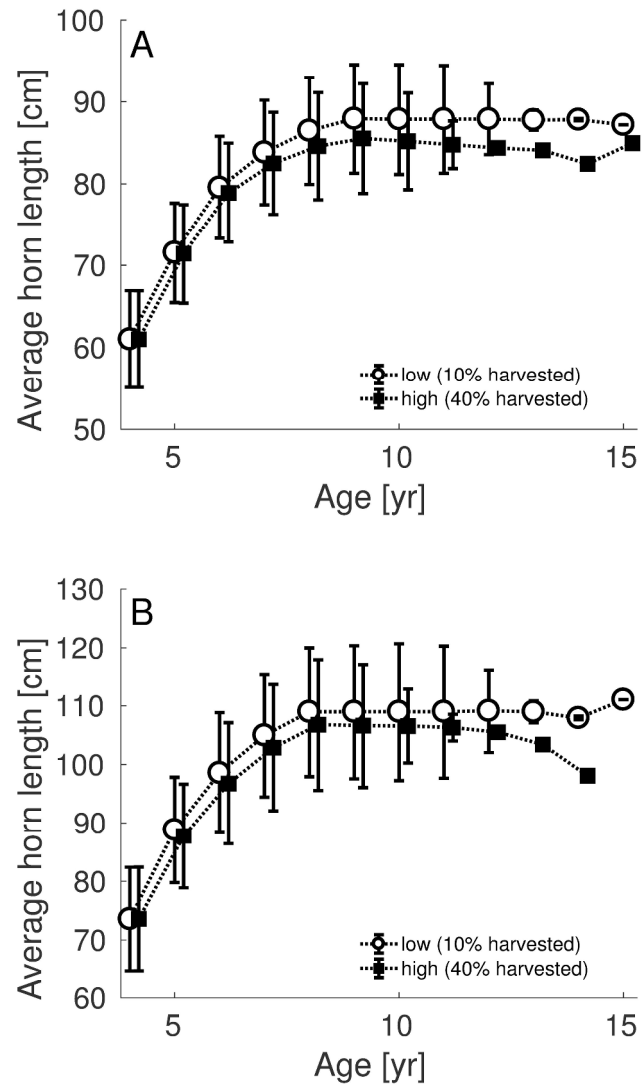 A
100
90
80
70
60
50
Average horn length [cm]
low (10% harvested)
high (40% harvested)
5 10 15
Age [yr]
B
130
120
110
100
90
80
70
60
Average horn length [cm]
low (10% harvested)
high (40% harvested)
5 10 15
Age [yr]